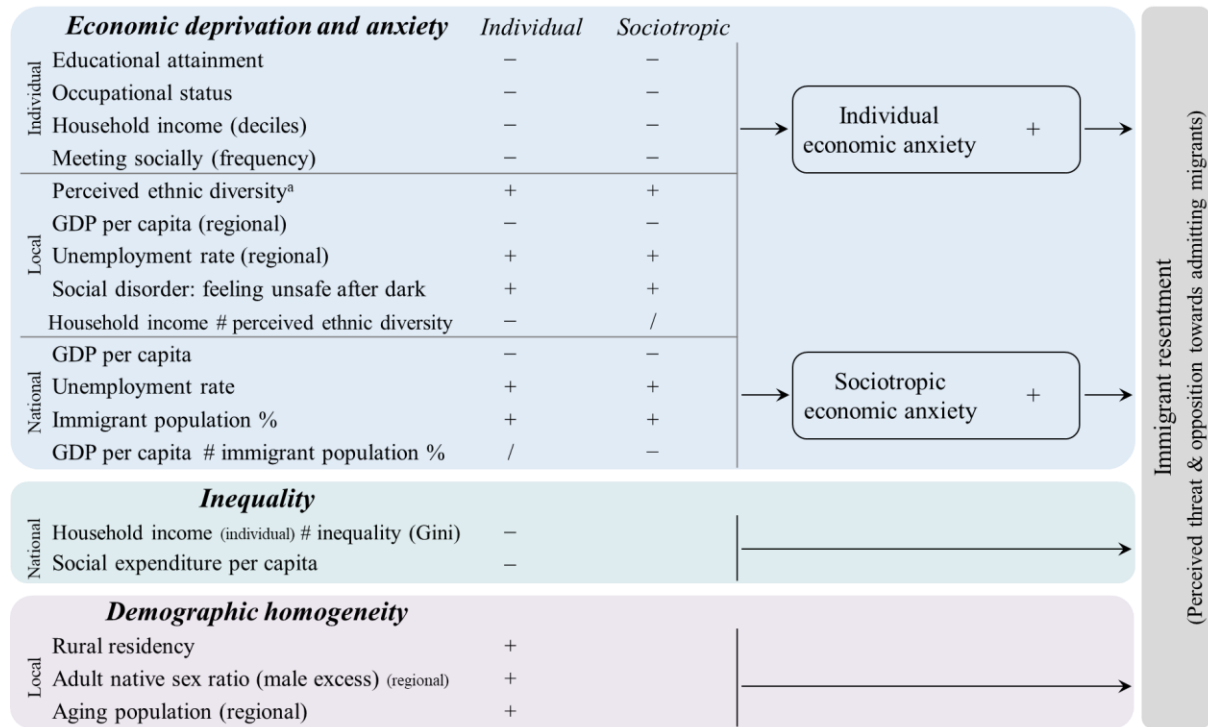 Economic deprivation and anxiety Individual Sociotropic
Individual
Educational attainment – –
Occupational status – –
Household income (deciles) – –
Meeting socially (frequency) – –
Local
Perceived ethnic diversityᵃ + +
GDP per capita (regional) – –
Unemployment rate (regional) + +
Social disorder: feeling unsafe after dark + +
Household income # perceived ethnic diversity – /
National
GDP per capita – –
Unemployment rate + +
Immigrant population % + +
GDP per capita # immigrant population % / –
Individual
economic anxiety +
Sociotropic
economic anxiety +
Inequality
National
Household income (individual) # inequality (Gini) –
Social expenditure per capita –
Demographic homogeneity
Local
Rural residency +
Adult native sex ratio (male excess) (regional) +
Aging population (regional) +
Immigrant resentment
(Perceived threat & opposition towards admitting migrants)